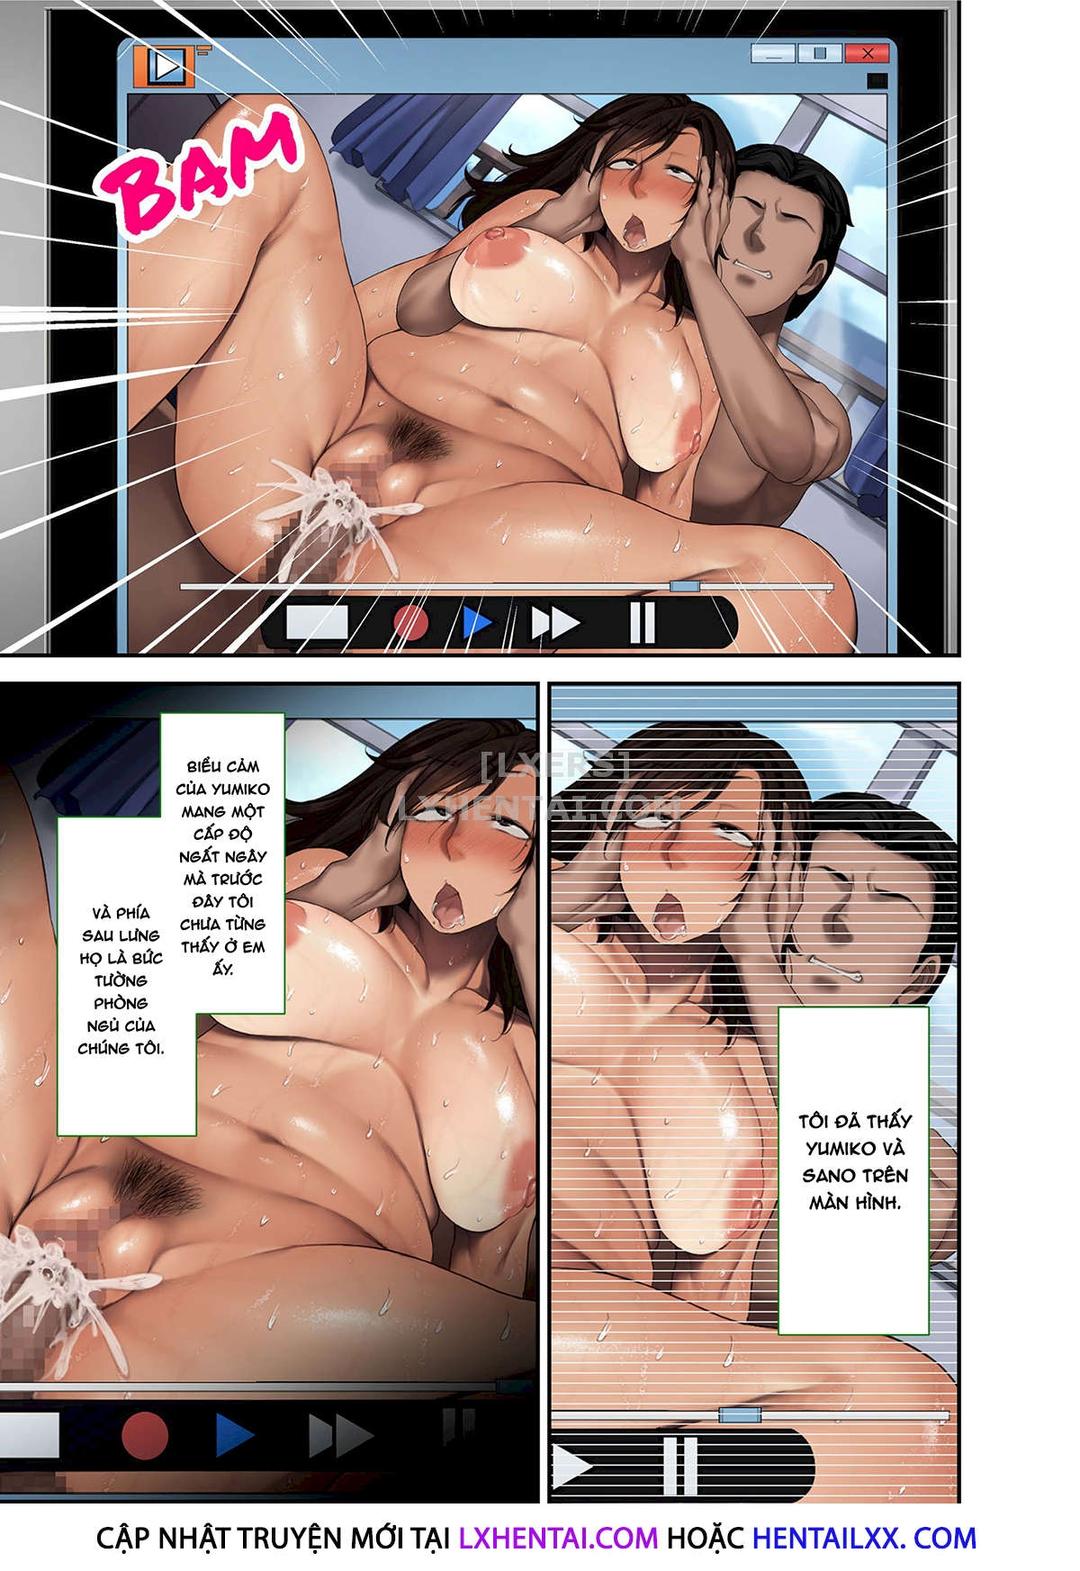 BAM
TÔI ĐÃ THẤY
YUMIKO VÀ
SANO TRÊN
MÀN HÌNH.
BIỂU CẢM
CỦA YUMIKO
MANG MỘT
CẤP ĐỘ
NGẤT NGÂY
MÀ TRƯỚC
ĐÂY TÔI
CHƯA TỪNG
THẤY Ở EM
ẤY.
VÀ PHÍA
SAU LƯNG
HỌ LÀ BỨC
TƯỜNG
PHÒNG
NGỦ CỦA
CHÚNG TÔI.
[LXERS]
LXHENTAI.COM
CẬP NHẬT TRUYỆN MỚI TẠI LXHENTAI.COM HOẶC HENTAILXX. COM